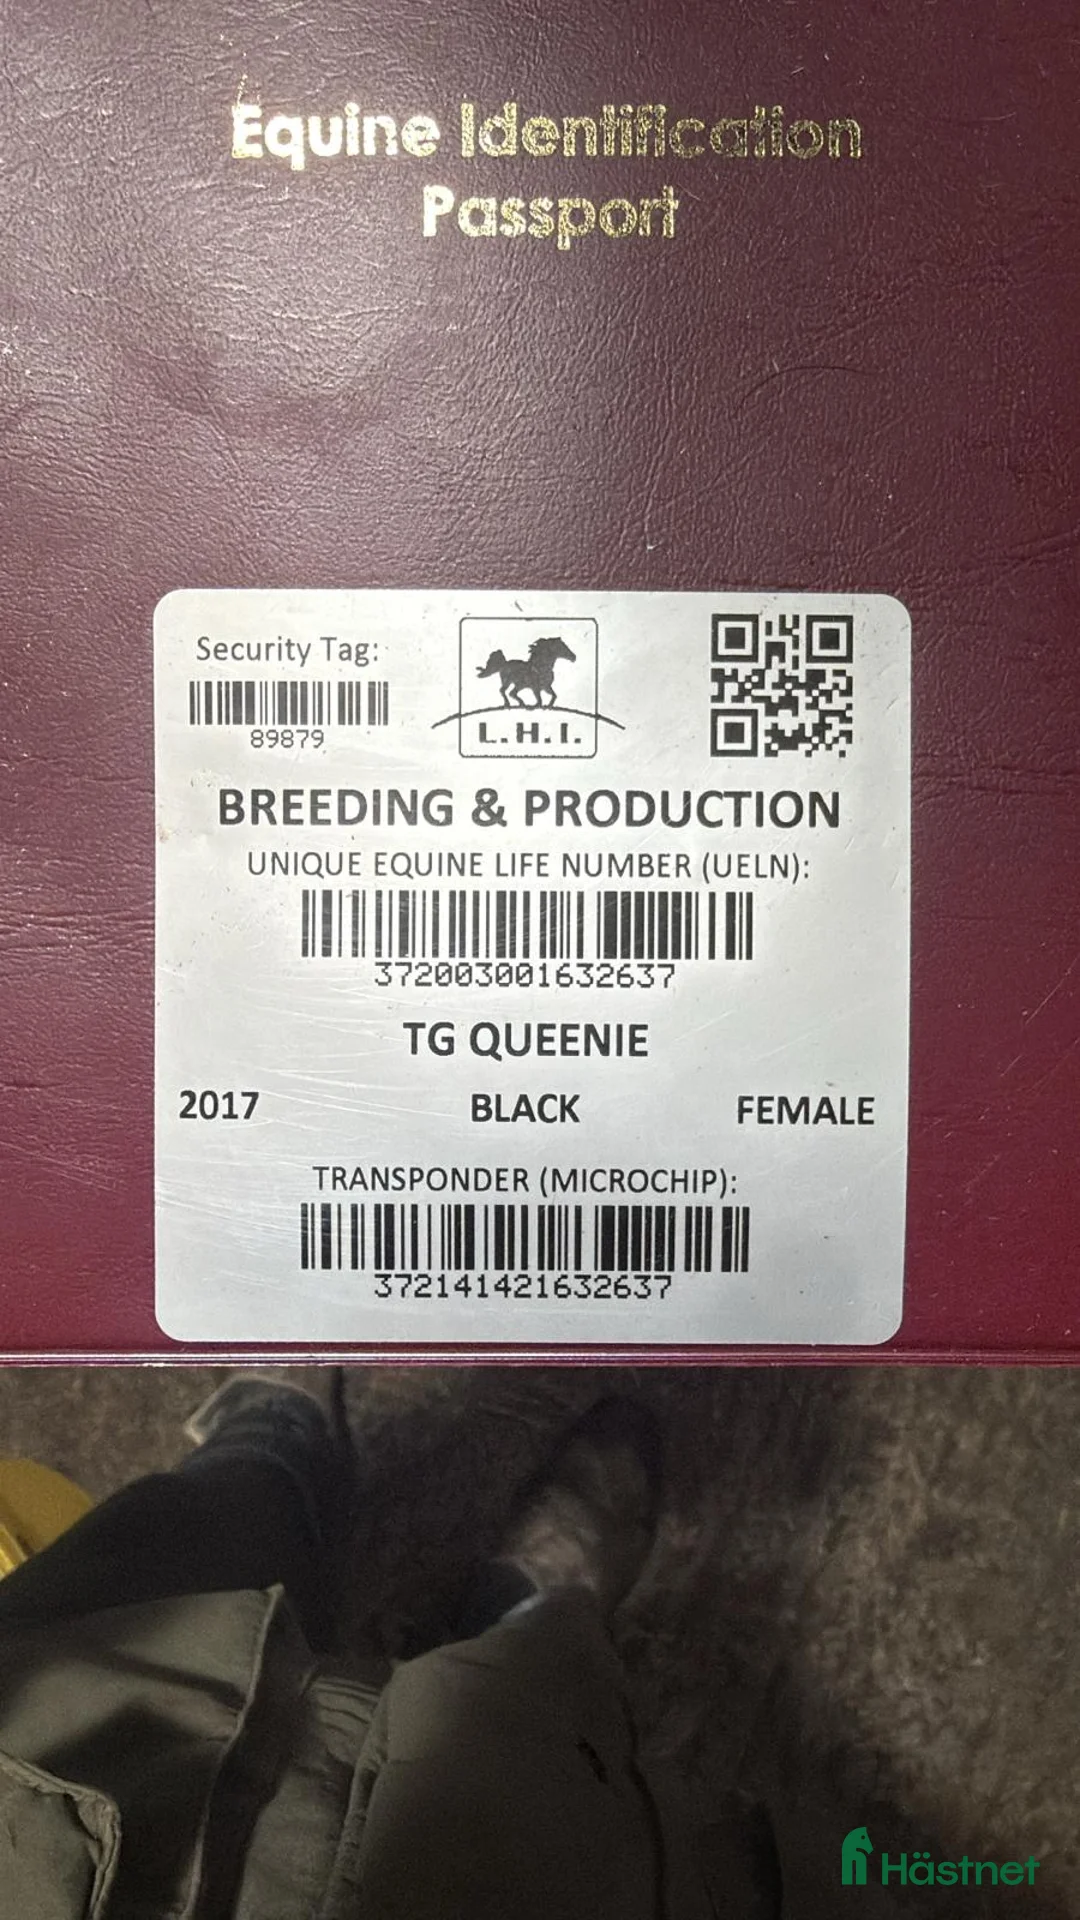 Equine Identification
Passport
Security Tag:
89879
L.H.I.
BREEDING & PRODUCTION
UNIQUE EQUINE LIFE NUMBER (UELN):
372003001632637
TG QUEENIE
2017 BLACK FEMALE
TRANSPONDER (MICROCHIP):
372141421632637
Hästnet